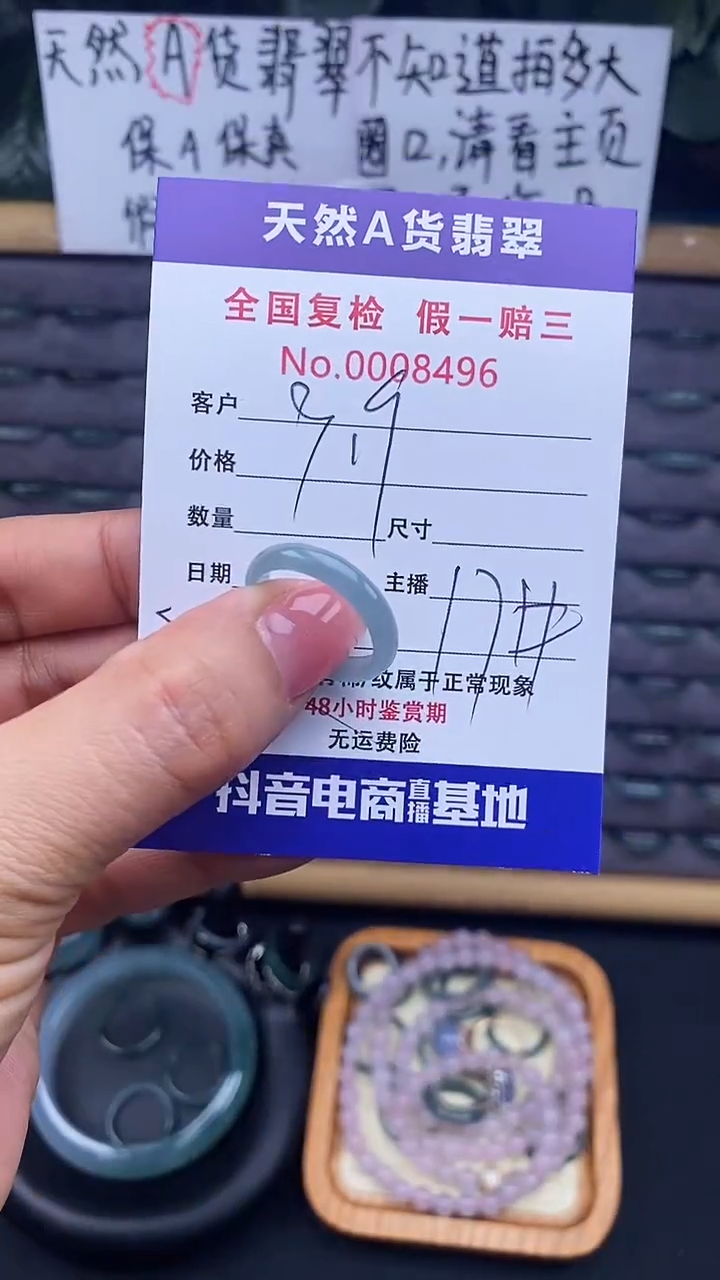 天然A货翡翠不知道拍多大
保A保真 圈口,请看主页
天然A货翡翠
全国复检 假一赔三
No.0008496
客户
价格
数量 尺寸
日期 主播 17#
纹属于正常现象
48小时鉴赏期
无运费险
抖音电商直播基地